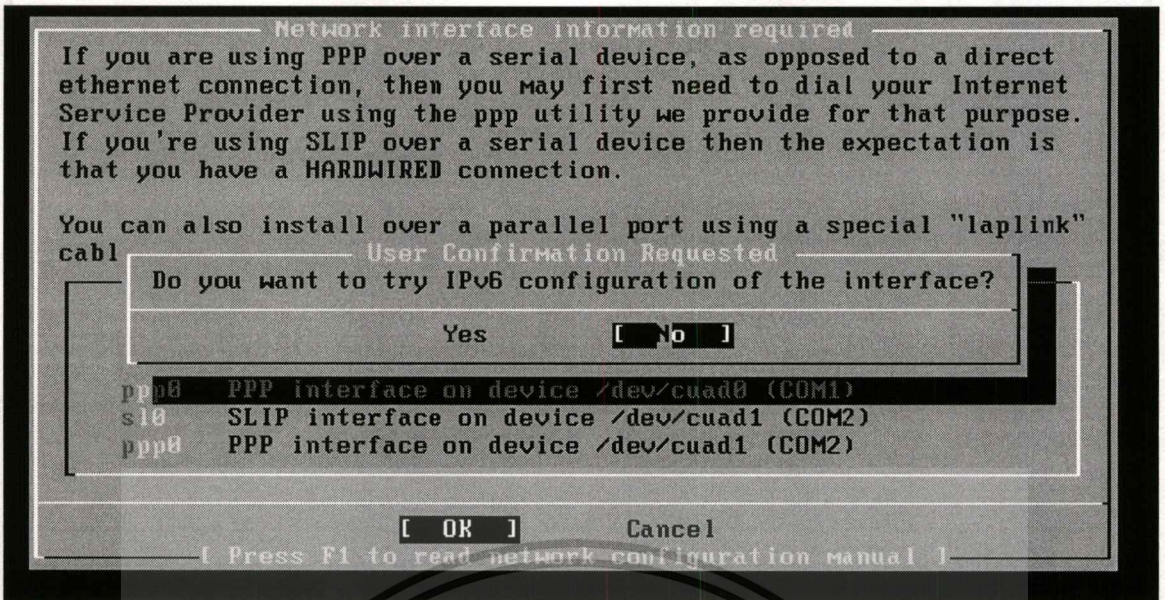 Network interface information required
If you are using PPP over a serial device, as opposed to a direct
ethernet connection, then you may first need to dial your Internet
Service Provider using the ppp utility we provide for that purpose.
If you're using SLIP over a serial device then the expectation is
that you have a HARDWIRED connection.
You can also install over a parallel port using a special "laplink"
cabl
User Confirmation Requested
Do you want to try IPv6 configuration of the interface?
Yes [ No ]
ppp0 PPP interface on device /dev/cuad0 (COM1)
sl0 SLIP interface on device /dev/cuad1 (COM2)
ppp0 PPP interface on device /dev/cuad1 (COM2)
[ OK ] Cancel
[ Press F1 to read network configuration manual ]